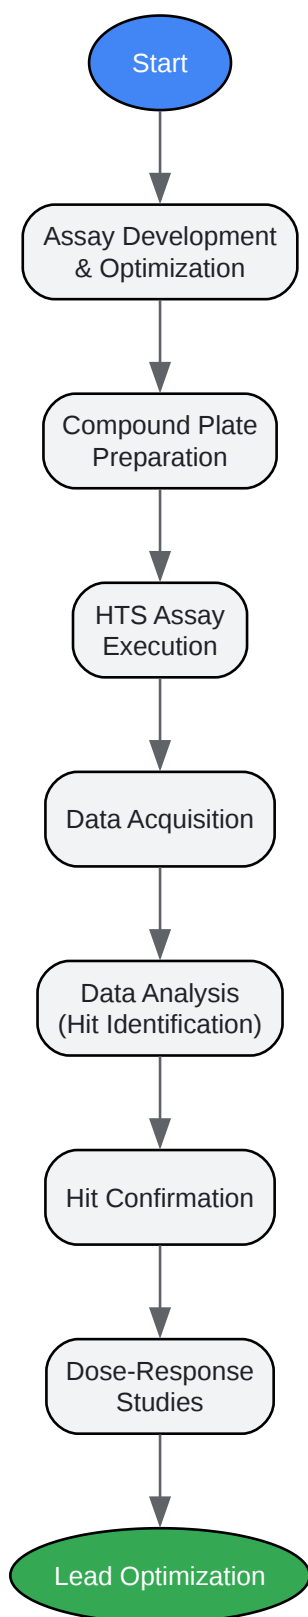 Start
Assay Development
& Optimization
Compound Plate
Preparation
HTS Assay
Execution
Data Acquisition
Data Analysis
(Hit Identification)
Hit Confirmation
Dose-Response
Studies
Lead Optimization